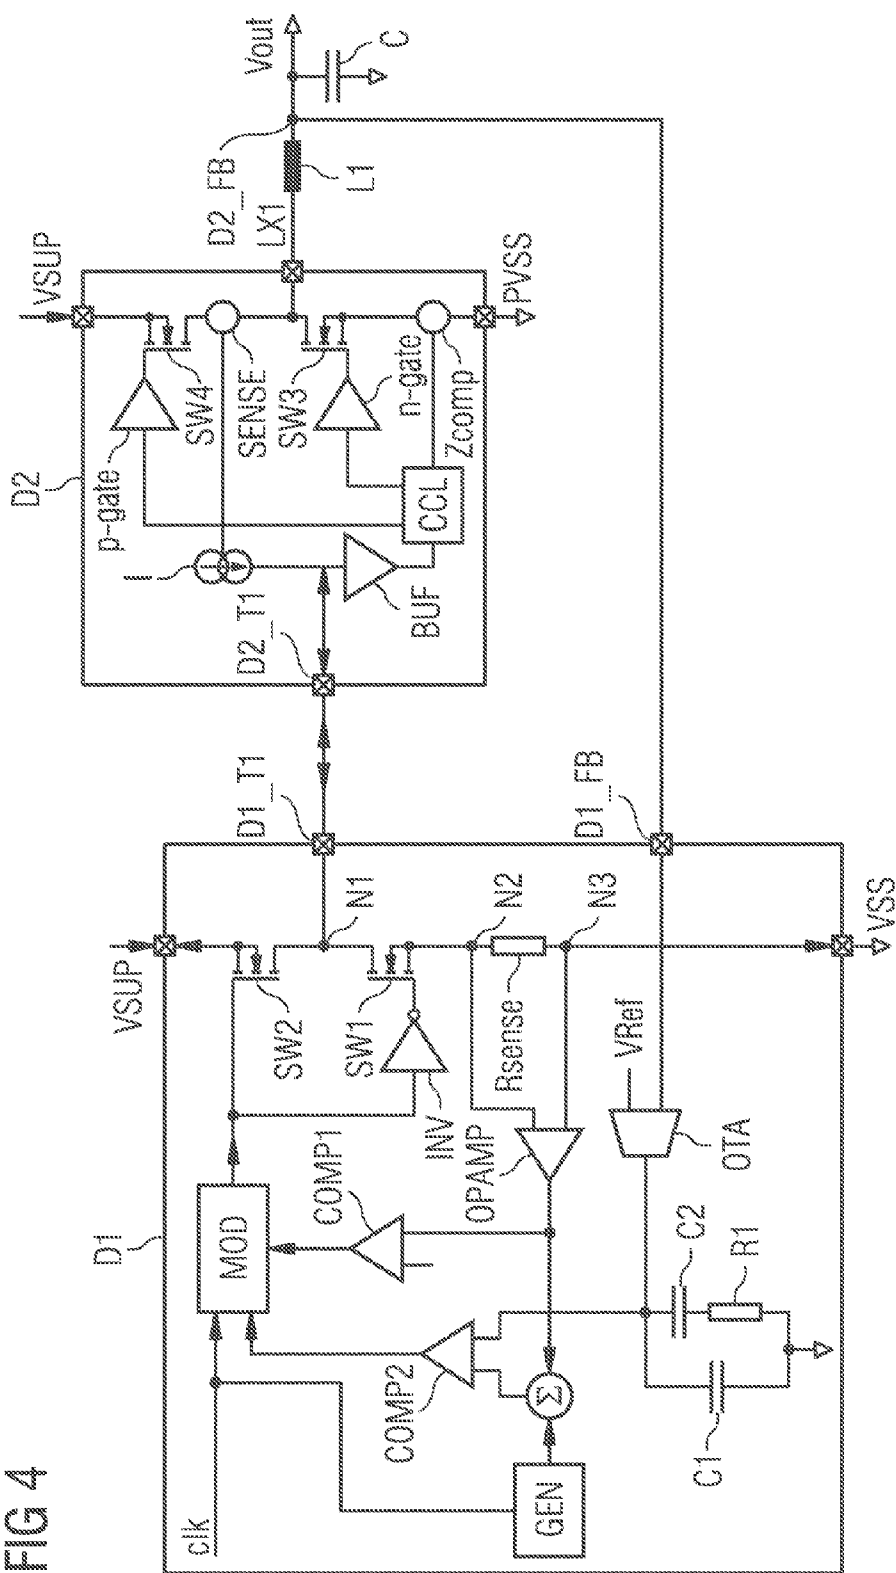 FIG 4
D1
VSUP
clk
MOD
SW2
N1
D1_T1
COMP1
SW1
INV
COMP2
N2
Rsense
N3
OPAMP
GEN
Σ
VRef
OTA
D1_FB
C1
C2
R1
VSS
D2
VSUP
p-gate
SW4
I
SENSE
D2_T1
SW3
BUF
CCL
n-gate
Zcomp
PVSS
D2_FB
LX1
L1
Vout
C